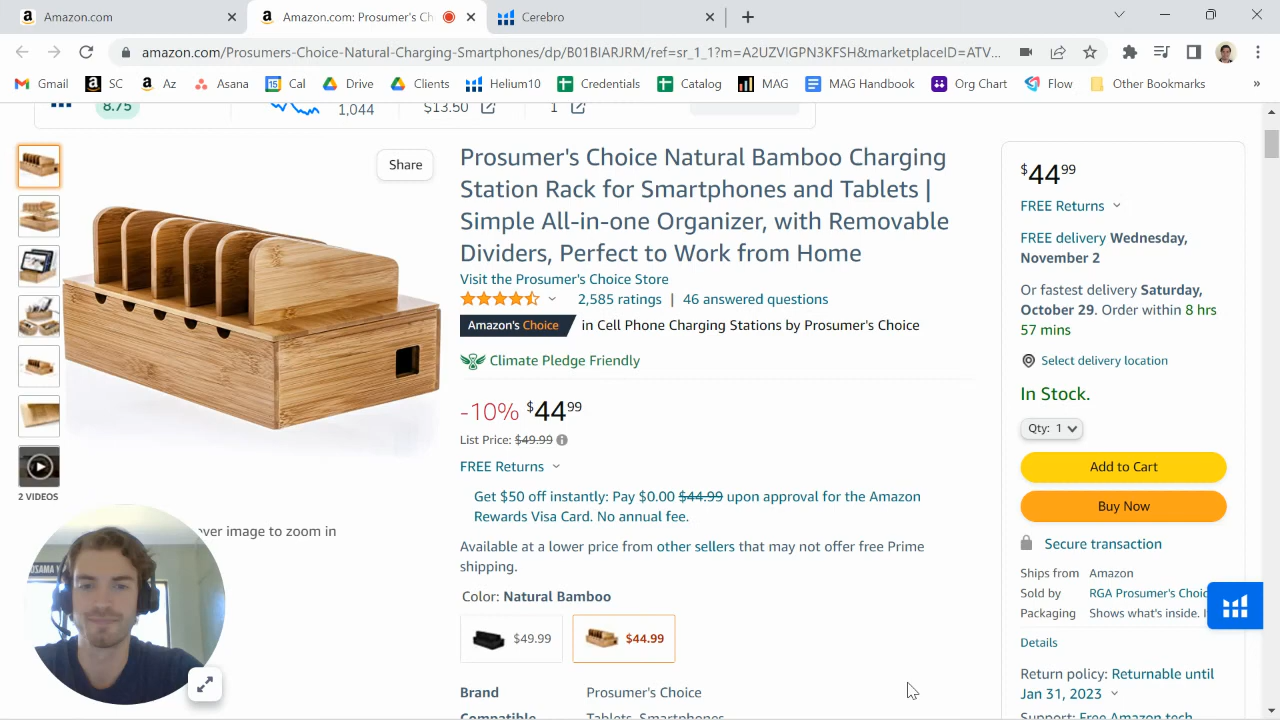 Amazon.com
Amazon.com: Prosumer's Ch
Cerebro
amazon.com/Prosumers-Choice-Natural-Charging-Smartphones/dp/B01BIARJRM/ref=sr_1_1?m=A2UZVIGPN3KFSH&marketplaceID=ATV...
Gmail SC Az Asana Cal Drive Clients Helium10 Credentials Catalog MAG MAG Handbook Org Chart Flow Other Bookmarks »
8.75 1,044 $13.50 1
Share
Prosumer's Choice Natural Bamboo Charging
Station Rack for Smartphones and Tablets |
Simple All-in-one Organizer, with Removable
Dividers, Perfect to Work from Home
Visit the Prosumer's Choice Store
2,585 ratings | 46 answered questions
Amazon's Choice in Cell Phone Charging Stations by Prosumer's Choice
Climate Pledge Friendly
-10% $44 99
List Price: $49.99
FREE Returns
Get $50 off instantly: Pay $0.00 $44.99 upon approval for the Amazon
Rewards Visa Card. No annual fee.
Available at a lower price from other sellers that may not offer free Prime
shipping.
Color: Natural Bamboo
$49.99 $44.99
Brand Prosumer's Choice
Compatible Tablets, Smartphones
2 VIDEOS
over image to zoom in
$44 99
FREE Returns
FREE delivery Wednesday,
November 2
Or fastest delivery Saturday,
October 29. Order within 8 hrs
57 mins
Select delivery location
In Stock.
Qty: 1
Add to Cart
Buy Now
Secure transaction
Ships from Amazon
Sold by RGA Prosumer's Choic
Packaging Shows what's inside. I
Details
Return policy: Returnable until
Jan 31, 2023
Support: Free Amazon tech